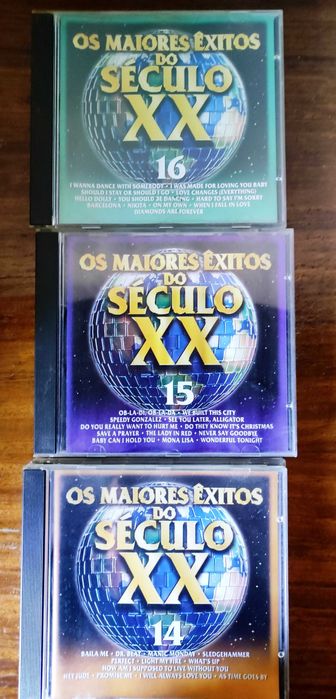 OS MAIORES ÊXITOS
DO
SÉCULO
XX
16
I WANNA DANCE WITH SOMEBODY • I WAS MADE FOR LOVING YOU BABY
SHOULD I STAY OR SHOULD I GO • LOVE CHANGES (EVERYTHING)
HELLO DOLLY • YOU SHOULD BE DANCING • HARD TO SAY I'M SORRY
BARCELONA • NIKITA • ON MY OWN • WHEN I FALL IN LOVE
DIAMONDS ARE FOREVER
OS MAIORES ÊXITOS
DO
SÉCULO
XX
15
OB-LA-DI, OB-LA-DA • WE BUILT THIS CITY
SPEEDY GONZALEZ • SEE YOU LATER, ALLIGATOR
DO YOU REALLY WANT TO HURT ME • DO THEY KNOW IT'S CHRISTMAS
SAVE A PRAYER • THE LADY IN RED • NEVER SAY GOODBYE
BABY CAN I HOLD YOU • MONA LISA • WONDERFUL TONIGHT
OS MAIORES ÊXITOS
DO
SÉCULO
XX
14
BAILA ME • DR. BEAT • MANIC MONDAY • SLEDGEHAMMER
PERFECT • LIGHT MY FIRE • WHAT'S UP
HOW AM I SUPPOSED TO LIVE WITHOUT YOU
HEY JUDE • PROMISE ME • I WILL ALWAYS LOVE YOU • AS TIME GOES BY